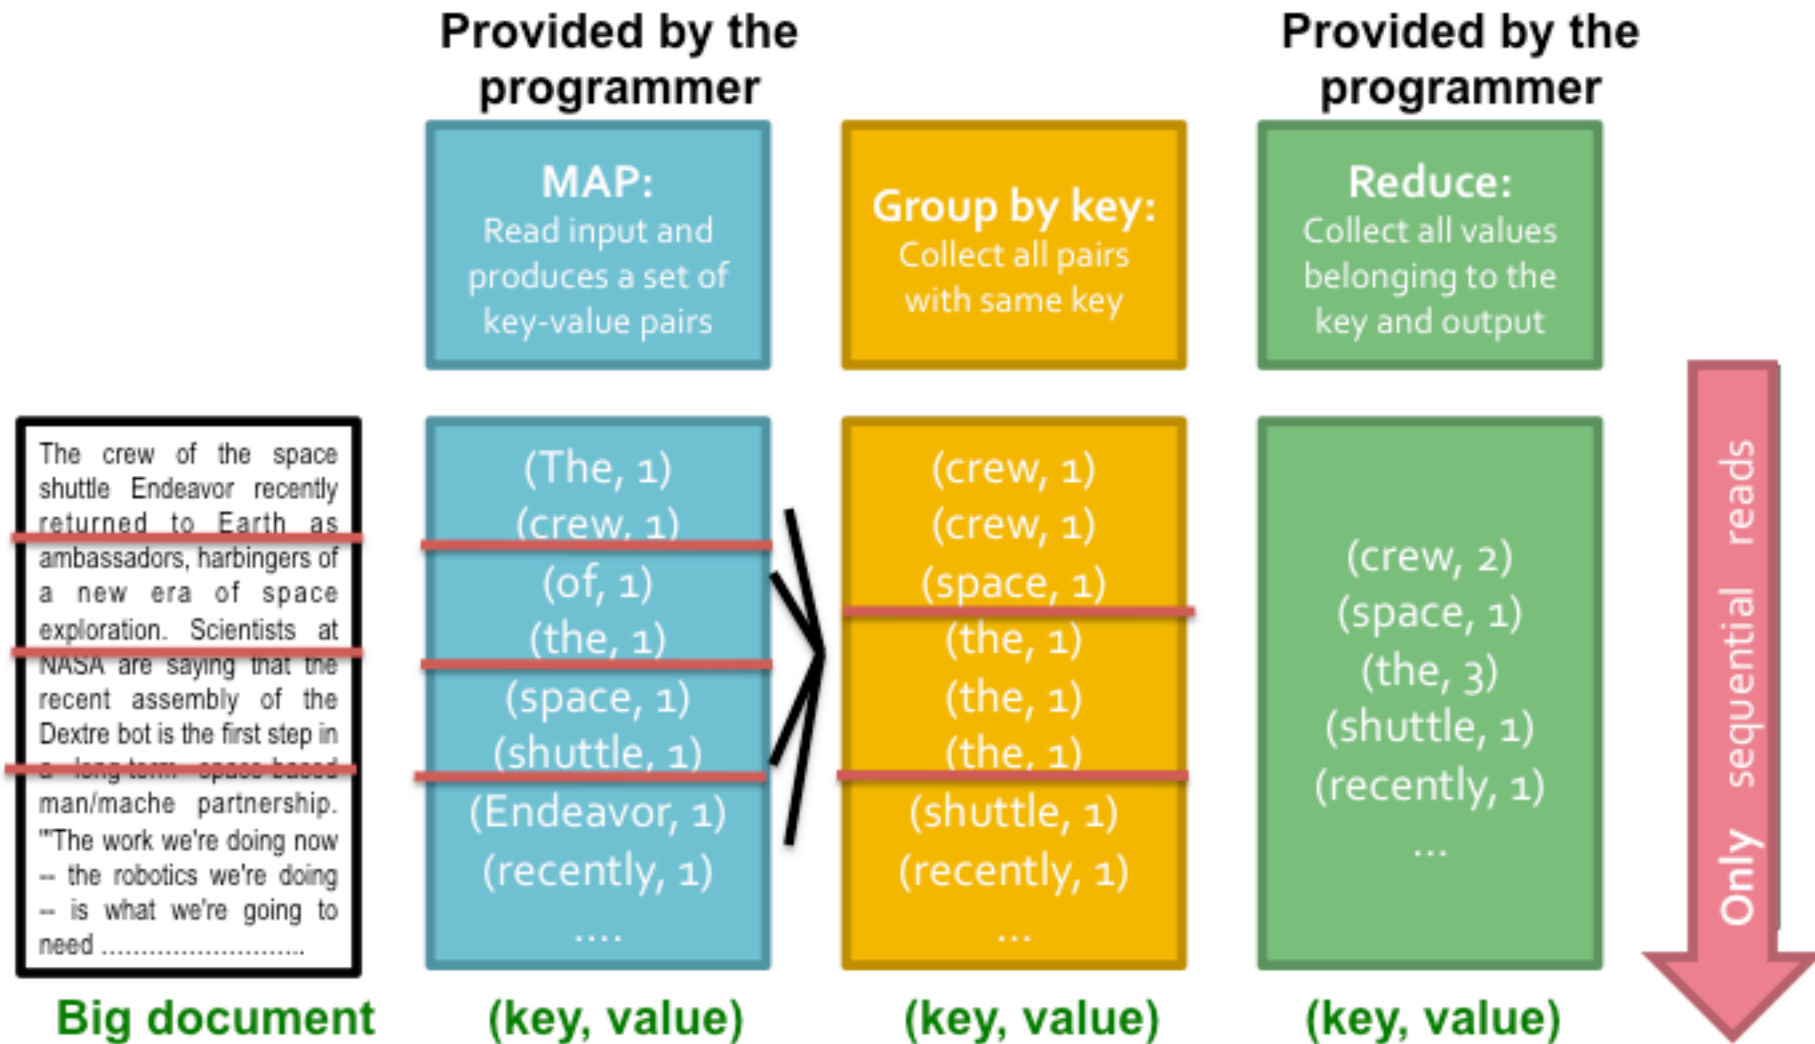 Provided by the
programmer
Provided by the
programmer
MAP:
Read input and
produces a set of
key-value pairs
Group by key:
Collect all pairs
with same key
Reduce:
Collect all values
belonging to the
key and output
The crew of the space
shuttle Endeavor recently
returned to Earth as
ambassadors, harbingers of
a new era of space
exploration. Scientists at
NASA are saying that the
recent assembly of the
Dextre bot is the first step in
a long-term space-based
man/mache partnership.
'"The work we're doing now
-- the robotics we're doing
-- is what we're going to
need ..........................
Big document
(The, 1)
(crew, 1)
(of, 1)
(the, 1)
(space, 1)
(shuttle, 1)
(Endeavor, 1)
(recently, 1)
....
(key, value)
(crew, 1)
(crew, 1)
(space, 1)
(the, 1)
(the, 1)
(the, 1)
(shuttle, 1)
(recently, 1)
...
(key, value)
(crew, 2)
(space, 1)
(the, 3)
(shuttle, 1)
(recently, 1)
...
(key, value)
Only sequential reads